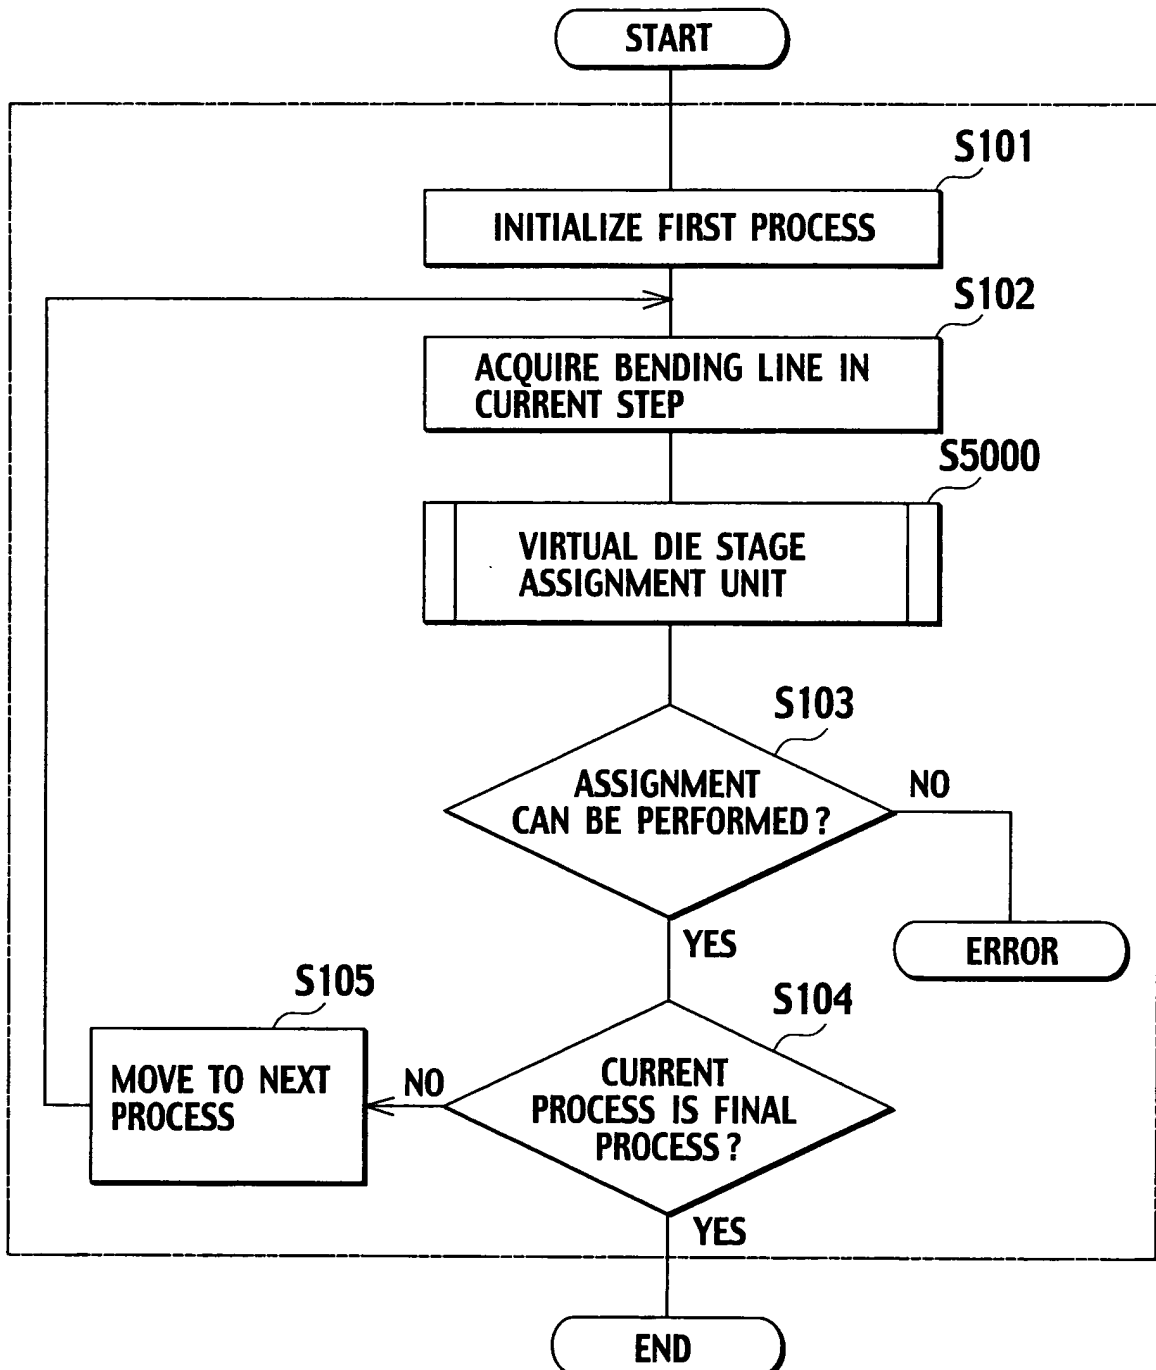 START
S101
INITIALIZE FIRST PROCESS
S102
ACQUIRE BENDING LINE IN
CURRENT STEP
S5000
VIRTUAL DIE STAGE
ASSIGNMENT UNIT
S103
ASSIGNMENT
CAN BE PERFORMED?
NO
YES
ERROR
S105
S104
MOVE TO NEXT
PROCESS
NO
CURRENT
PROCESS IS FINAL
PROCESS?
YES
END